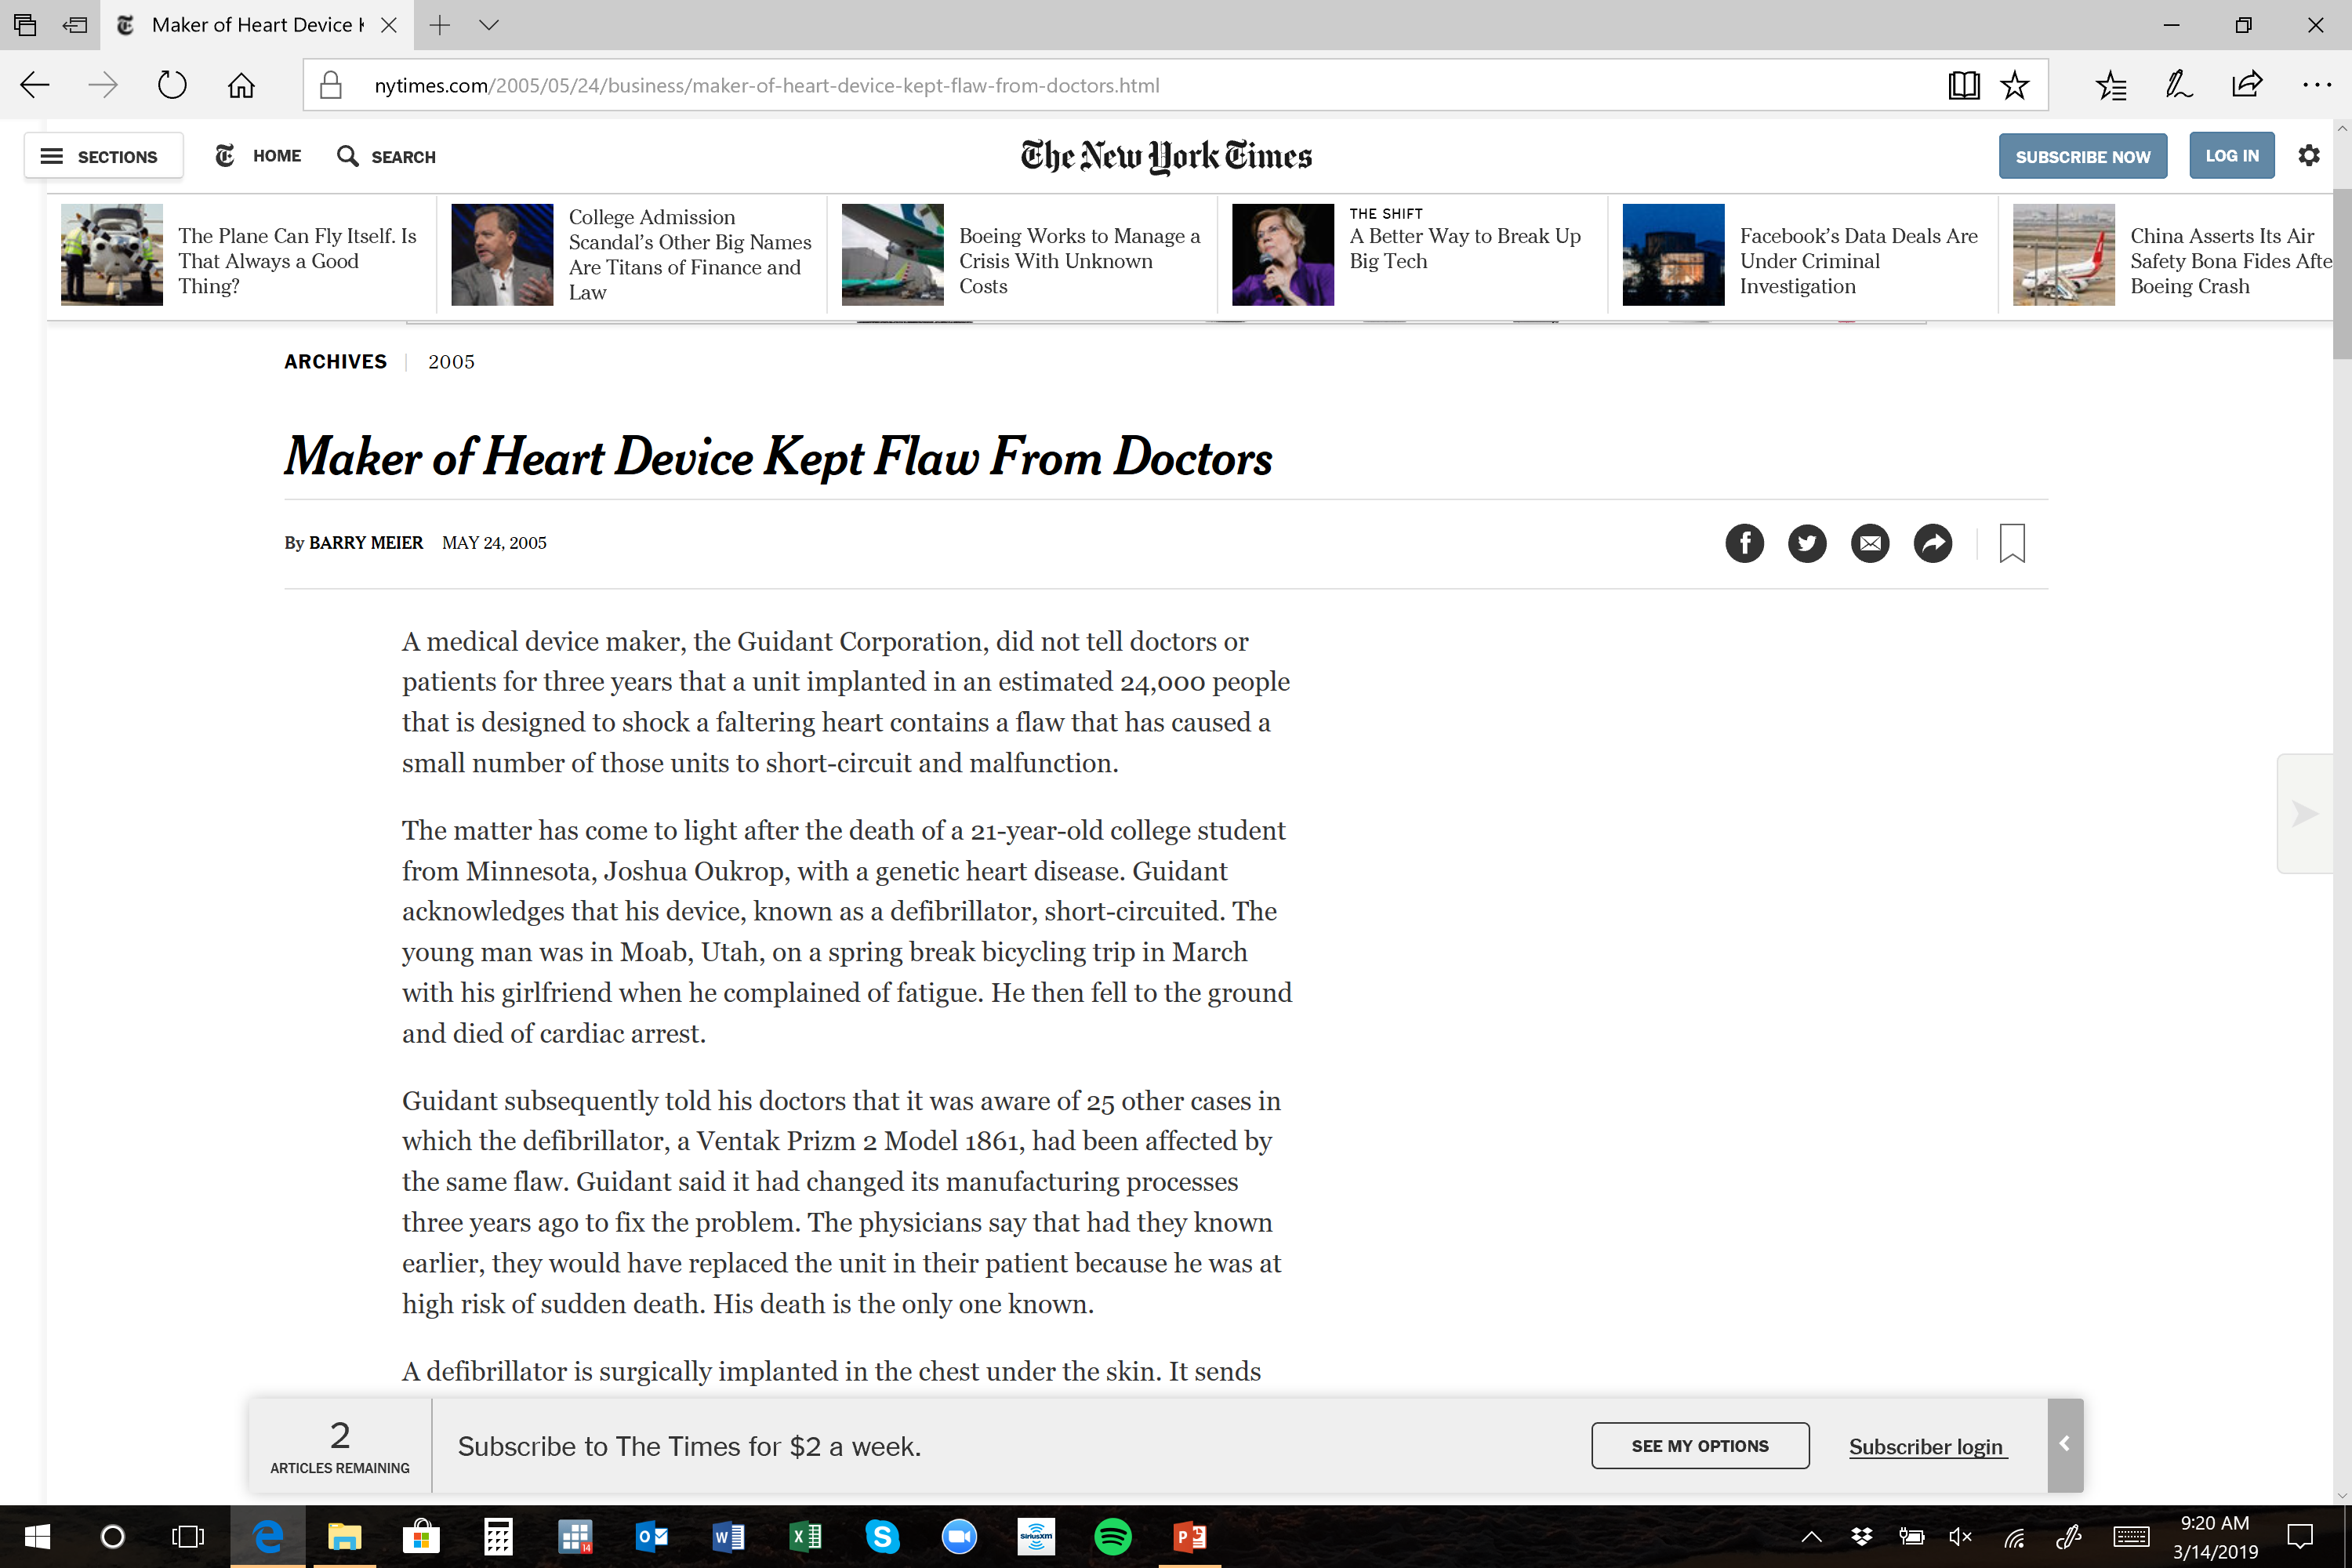 Maker of Heart Device K
nytimes.com/2005/05/24/business/maker-of-heart-device-kept-flaw-from-doctors.html
SECTIONS
HOME
SEARCH
The New York Times
SUBSCRIBE NOW
LOG IN
The Plane Can Fly Itself. Is
That Always a Good
Thing?
College Admission
Scandal’s Other Big Names
Are Titans of Finance and
Law
Boeing Works to Manage a
Crisis With Unknown
Costs
THE SHIFT
A Better Way to Break Up
Big Tech
Facebook’s Data Deals Are
Under Criminal
Investigation
China Asserts Its Air
Safety Bona Fides Afte
Boeing Crash
ARCHIVES | 2005
Maker of Heart Device Kept Flaw From Doctors
By BARRY MEIER MAY 24, 2005
A medical device maker, the Guidant Corporation, did not tell doctors or
patients for three years that a unit implanted in an estimated 24,000 people
that is designed to shock a faltering heart contains a flaw that has caused a
small number of those units to short-circuit and malfunction.
The matter has come to light after the death of a 21-year-old college student
from Minnesota, Joshua Oukrop, with a genetic heart disease. Guidant
acknowledges that his device, known as a defibrillator, short-circuited. The
young man was in Moab, Utah, on a spring break bicycling trip in March
with his girlfriend when he complained of fatigue. He then fell to the ground
and died of cardiac arrest.
Guidant subsequently told his doctors that it was aware of 25 other cases in
which the defibrillator, a Ventak Prizm 2 Model 1861, had been affected by
the same flaw. Guidant said it had changed its manufacturing processes
three years ago to fix the problem. The physicians say that had they known
earlier, they would have replaced the unit in their patient because he was at
high risk of sudden death. His death is the only one known.
A defibrillator is surgically implanted in the chest under the skin. It sends
2
ARTICLES REMAINING
Subscribe to The Times for $2 a week.
SEE MY OPTIONS
Subscriber login
14
SiriusXM
9:20 AM
3/14/2019